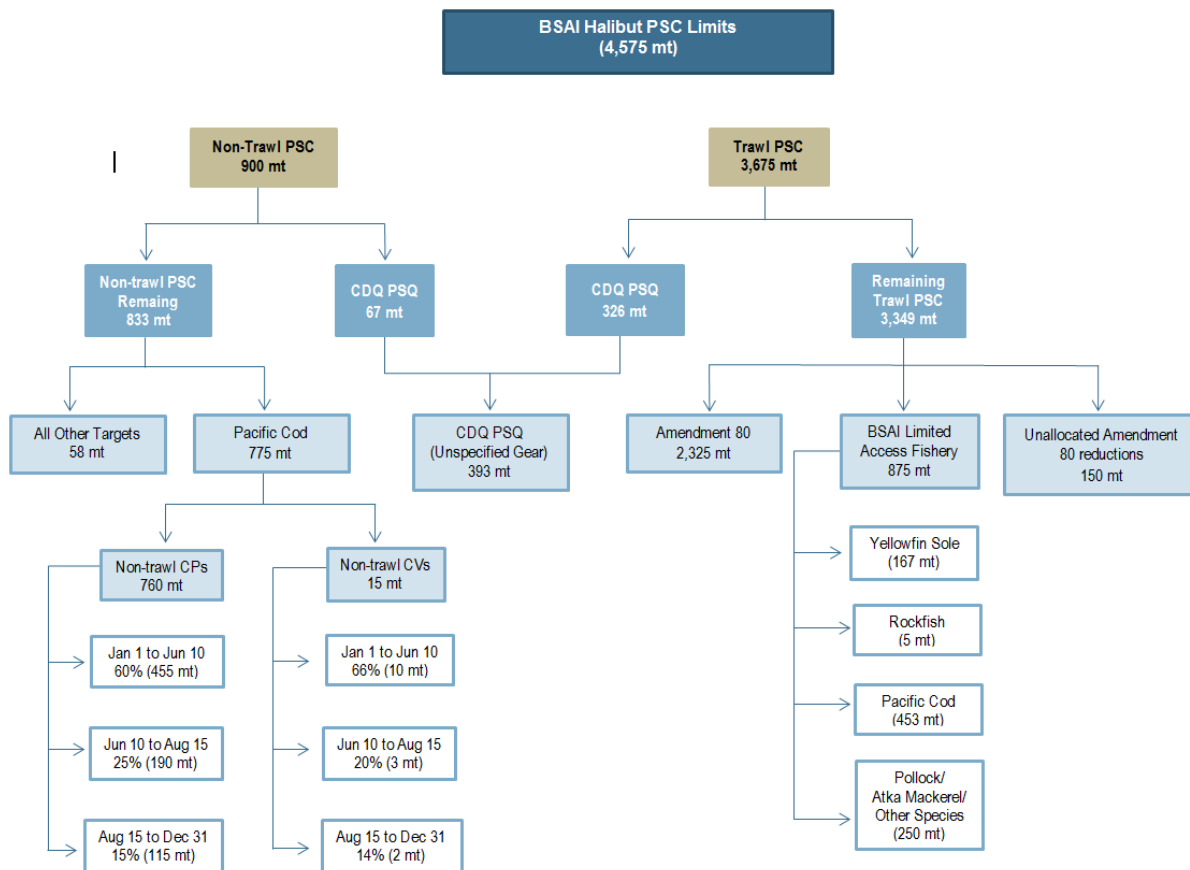 BSAI Halibut PSC Limits
(4,575 mt)
Non-Trawl PSC
900 mt
Trawl PSC
3,675 mt
Non-trawl PSC
Remaing
833 mt
CDQ PSQ
67 mt
CDQ PSQ
326 mt
Remaining
Trawl PSC
3,349 mt
All Other Targets
58 mt
Pacific Cod
775 mt
CDQ PSQ
(Unspecified Gear)
393 mt
Amendment 80
2,325 mt
BSAI Limited
Access Fishery
875 mt
Unallocated Amendment
80 reductions
150 mt
Non-trawl CPs
760 mt
Non-trawl CVs
15 mt
Yellowfin Sole
(167 mt)
Jan 1 to Jun 10
60% (455 mt)
Jan 1 to Jun 10
66% (10 mt)
Rockfish
(5 mt)
Jun 10 to Aug 15
25% (190 mt)
Jun 10 to Aug 15
20% (3 mt)
Pacific Cod
(453 mt)
Aug 15 to Dec 31
15% (115 mt)
Aug 15 to Dec 31
14% (2 mt)
Pollock/
Atka Mackerel/
Other Species
(250 mt)